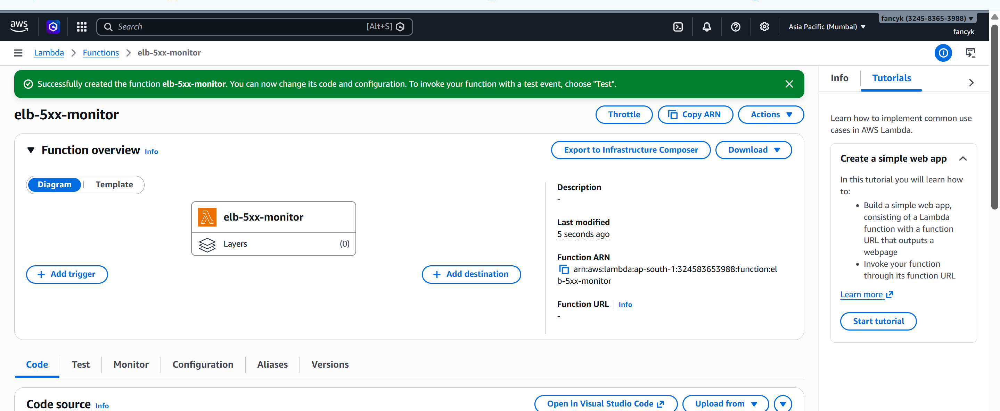 aws
Search
[Alt+S]
Asia Pacific (Mumbai)
fancyk (3245-8365-3988)
fancyk
Lambda
Functions
elb-5xx-monitor
Successfully created the function elb-5xx-monitor. You can now change its code and configuration. To invoke your function with a test event, choose "Test".
elb-5xx-monitor
Throttle
Copy ARN
Actions
Function overview Info
Export to Infrastructure Composer
Download
Diagram | Template
elb-5xx-monitor
Layers (0)
+ Add trigger
+ Add destination
Description
-
Last modified
5 seconds ago
Function ARN
arn:aws:lambda:ap-south-1:324583653988:function:el
b-5xx-monitor
Function URL Info
-
Code Test Monitor Configuration Aliases Versions
Code source Info
Open in Visual Studio Code
Upload from
Info
Tutorials
Learn how to implement common use
cases in AWS Lambda.
Create a simple web app
In this tutorial you will learn how
to:
• Build a simple web app,
consisting of a Lambda
function with a function
URL that outputs a
webpage
• Invoke your function
through its function URL
Learn more
Start tutorial